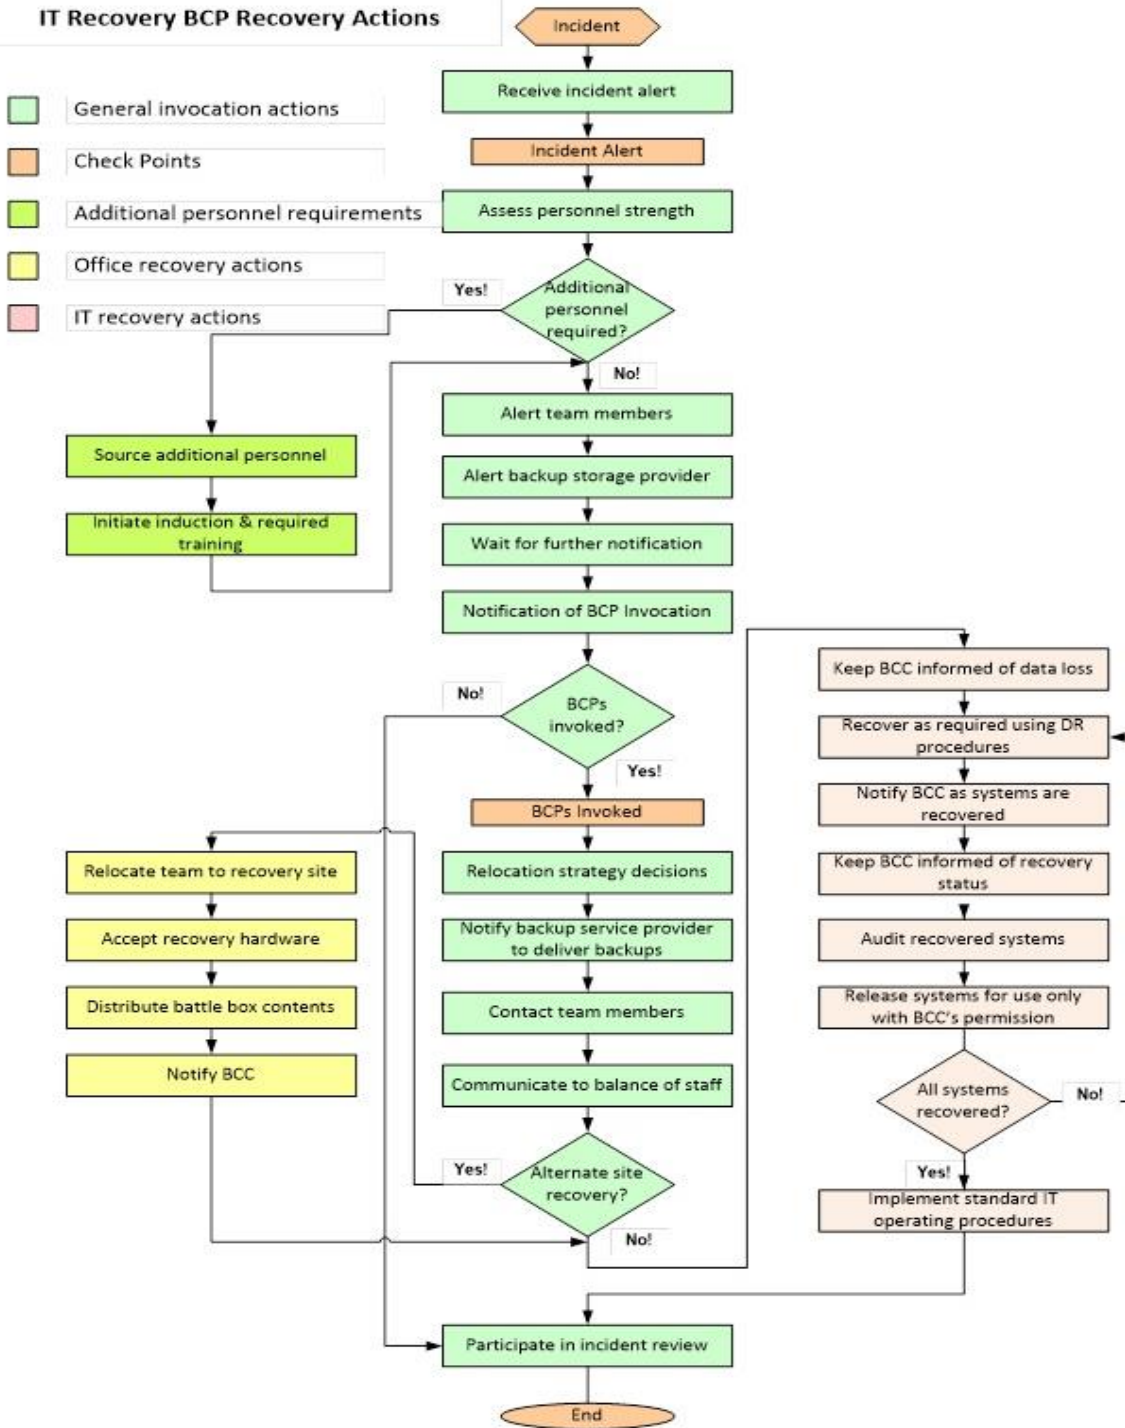 IT Recovery BCP Recovery Actions
Incident
General invocation actions
Check Points
Additional personnel requirements
Office recovery actions
IT recovery actions
Receive incident alert
Incident Alert
Assess personnel strength
Additional
personnel
required?
Yes!
No!
Source additional personnel
Initiate induction & required
training
Alert team members
Alert backup storage provider
Wait for further notification
Notification of BCP Invocation
BCPs
invoked?
No!
Yes!
BCPs Invoked
Relocation strategy decisions
Notify backup service provider
to deliver backups
Contact team members
Communicate to balance of staff
Alternate site
recovery?
Yes!
No!
Relocate team to recovery site
Accept recovery hardware
Distribute battle box contents
Notify BCC
Keep BCC informed of data loss
Recover as required using DR
procedures
Notify BCC as systems are
recovered
Keep BCC informed of recovery
status
Audit recovered systems
Release systems for use only
with BCC's permission
All systems
recovered?
No!
Yes!
Implement standard IT
operating procedures
Participate in incident review
End